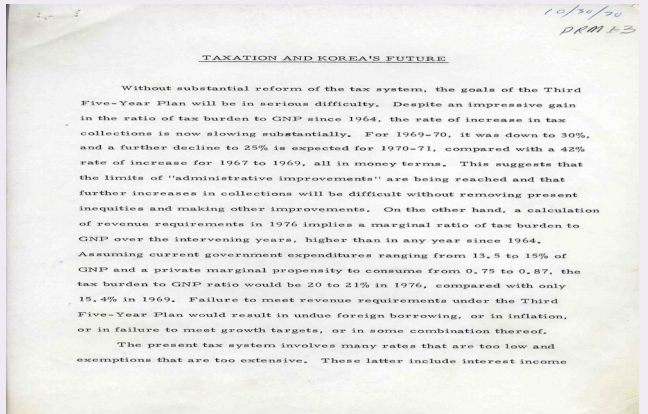 10/30/70
DRM E3
TAXATION AND KOREA'S FUTURE
Without substantial reform of the tax system, the goals of the Third
Five-Year Plan will be in serious difficulty. Despite an impressive gain
in the ratio of tax burden to GNP since 1964, the rate of increase in tax
collections is now slowing substantially. For 1969-70, it was down to 30%,
and a further decline to 25% is expected for 1970-71, compared with a 42%
rate of increase for 1967 to 1969, all in money terms. This suggests that
the limits of "administrative improvements" are being reached and that
further increases in collections will be difficult without removing present
inequities and making other improvements. On the other hand, a calculation
of revenue requirements in 1976 implies a marginal ratio of tax burden to
GNP over the intervening years, higher than in any year since 1964.
Assuming current government expenditures ranging from 13.5 to 15% of
GNP and a private marginal propensity to consume from 0.75 to 0.87, the
tax burden to GNP ratio would be 20 to 21% in 1976, compared with only
15.4% in 1969. Failure to meet revenue requirements under the Third
Five-Year Plan would result in undue foreign borrowing, or in inflation,
or in failure to meet growth targets, or in some combination thereof.
The present tax system involves many rates that are too low and
exemptions that are too extensive. These latter include interest income